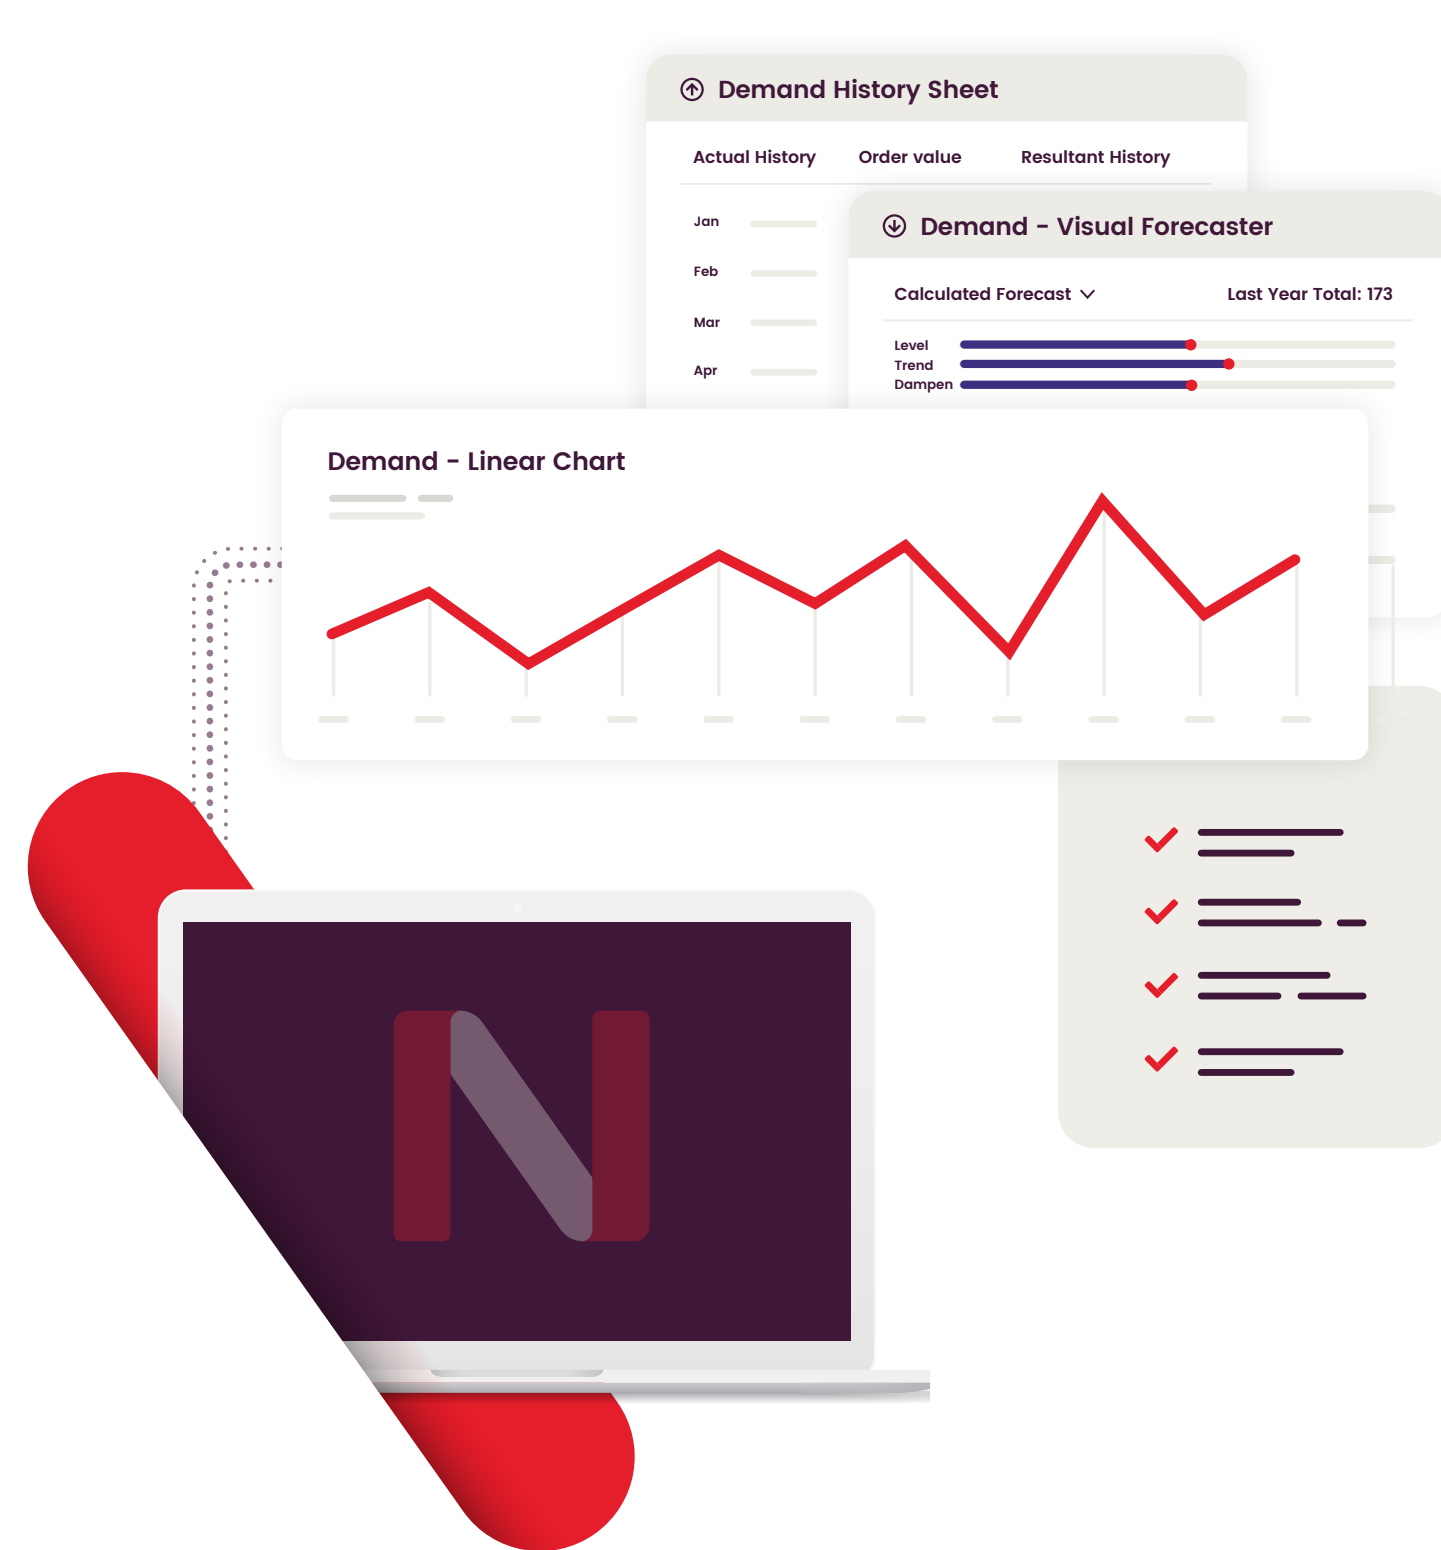 Demand History Sheet
Actual History Order value Resultant History
Jan
Feb
Mar
Apr
Demand - Visual Forecaster
Calculated Forecast Last Year Total: 173
Level
Trend
Dampen
Demand - Linear Chart
N